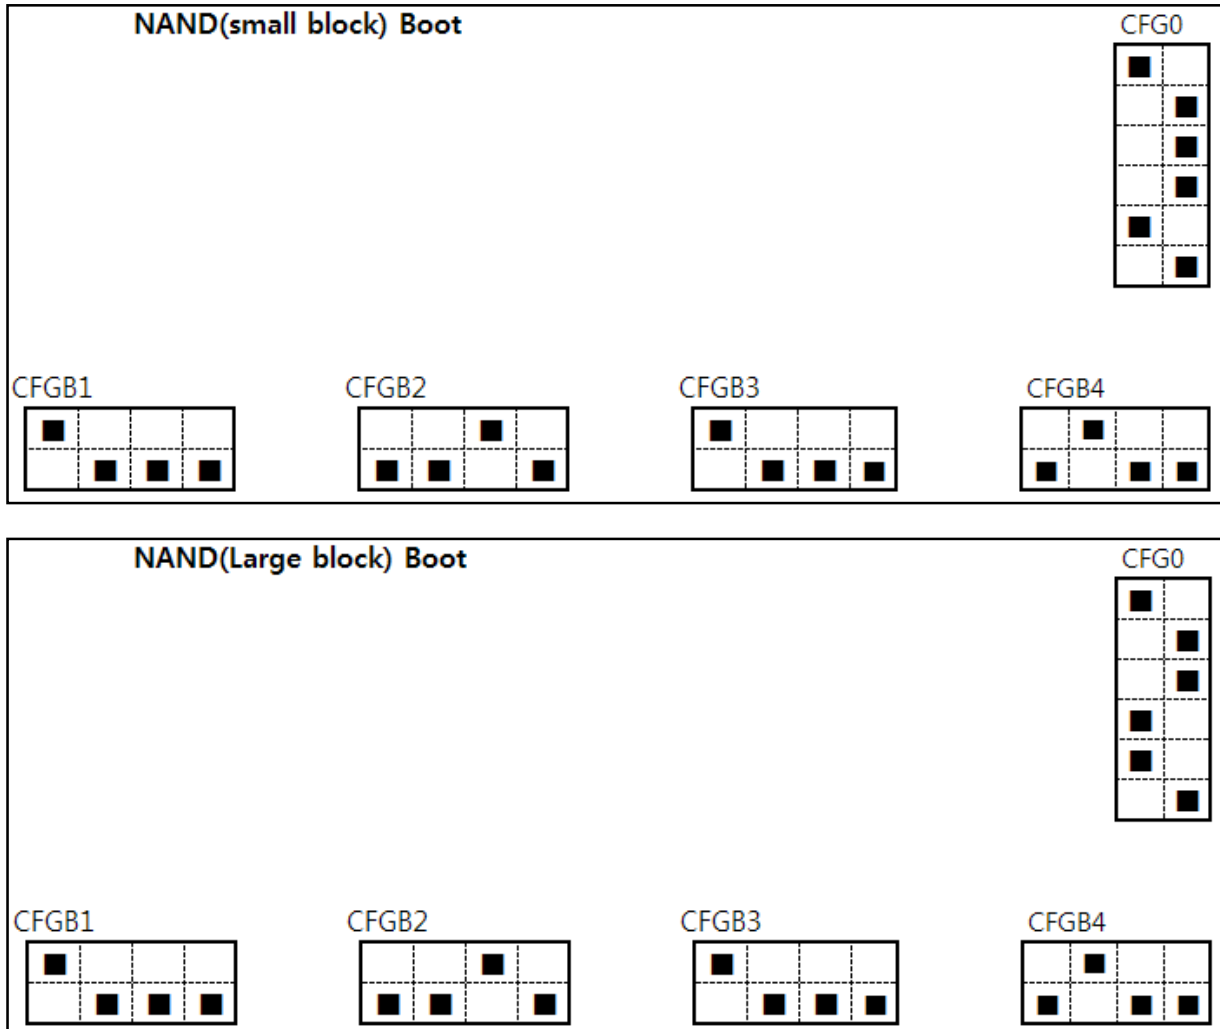 NAND(small block) Boot
CFG0
CFGB1
CFGB2
CFGB3
CFGB4
NAND(Large block) Boot
CFG0
CFGB1
CFGB2
CFGB3
CFGB4